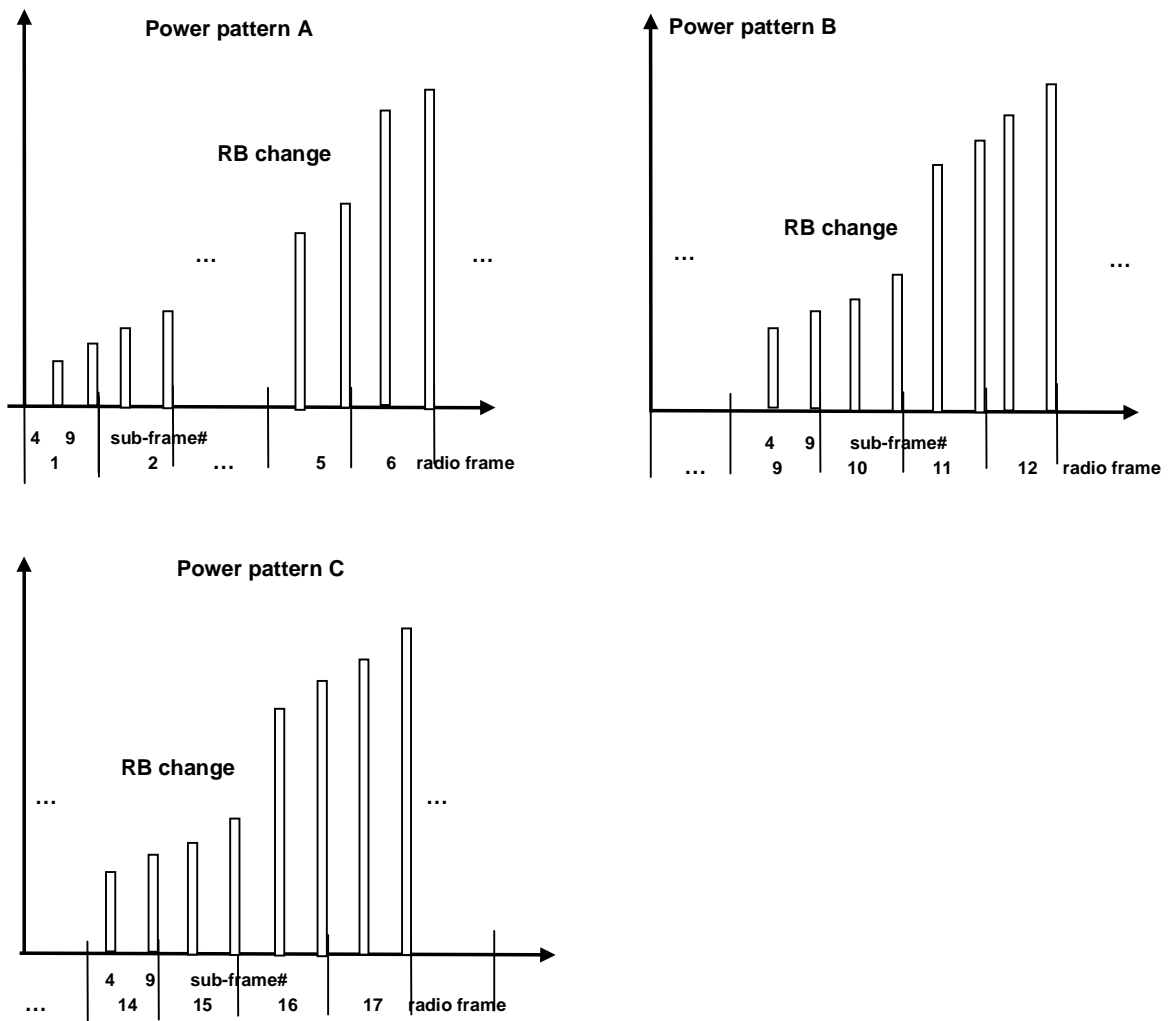 Power pattern A
RB change
...
...
4 9 sub-frame#
1 2 ... 5 6 radio frame
Power pattern B
RB change
...
...
4 9 sub-frame#
... 9 10 11 12 radio frame
Power pattern C
RB change
...
...
4 9 sub-frame#
... 14 15 16 17 radio frame